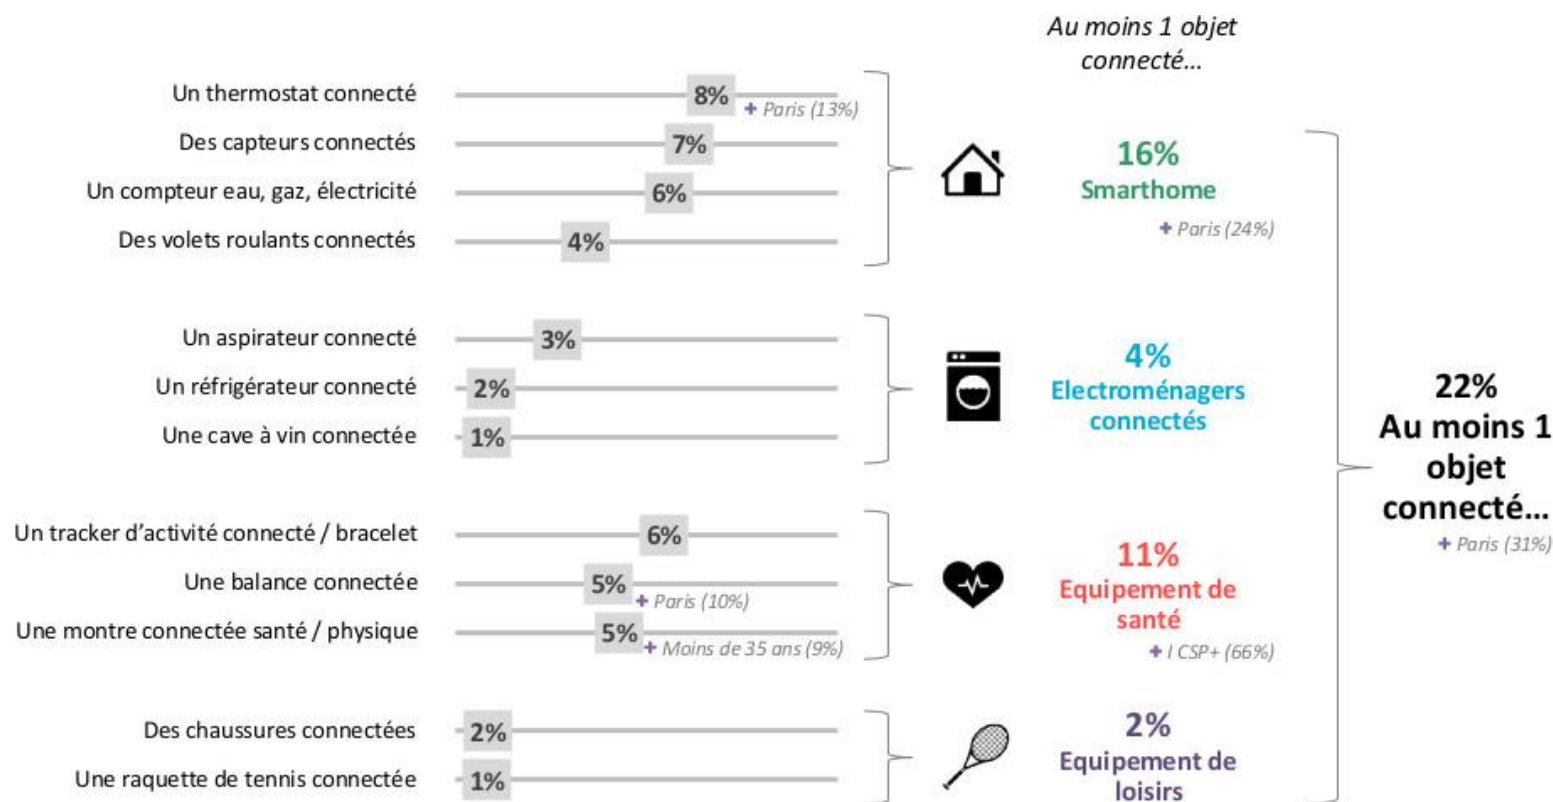 Au moins 1 objet
connecté...
Un thermostat connecté
8%
+ Paris (13%)
Des capteurs connectés
7%
Un compteur eau, gaz, électricité
6%
Des volets roulants connectés
4%
16%
Smarthome
+ Paris (24%)
Un aspirateur connecté
3%
Un réfrigérateur connecté
2%
Une cave à vin connectée
1%
4%
Electroménagers
connectés
Un tracker d'activité connecté / bracelet
6%
Une balance connectée
5%
+ Paris (10%)
Une montre connectée santé / physique
5%
+ Moins de 35 ans (9%)
11%
Equipement de
santé
+ I CSP+ (66%)
Des chaussures connectées
2%
Une raquette de tennis connectée
1%
2%
Equipement de
loisirs
22%
Au moins 1
objet
connecté...
+ Paris (31%)